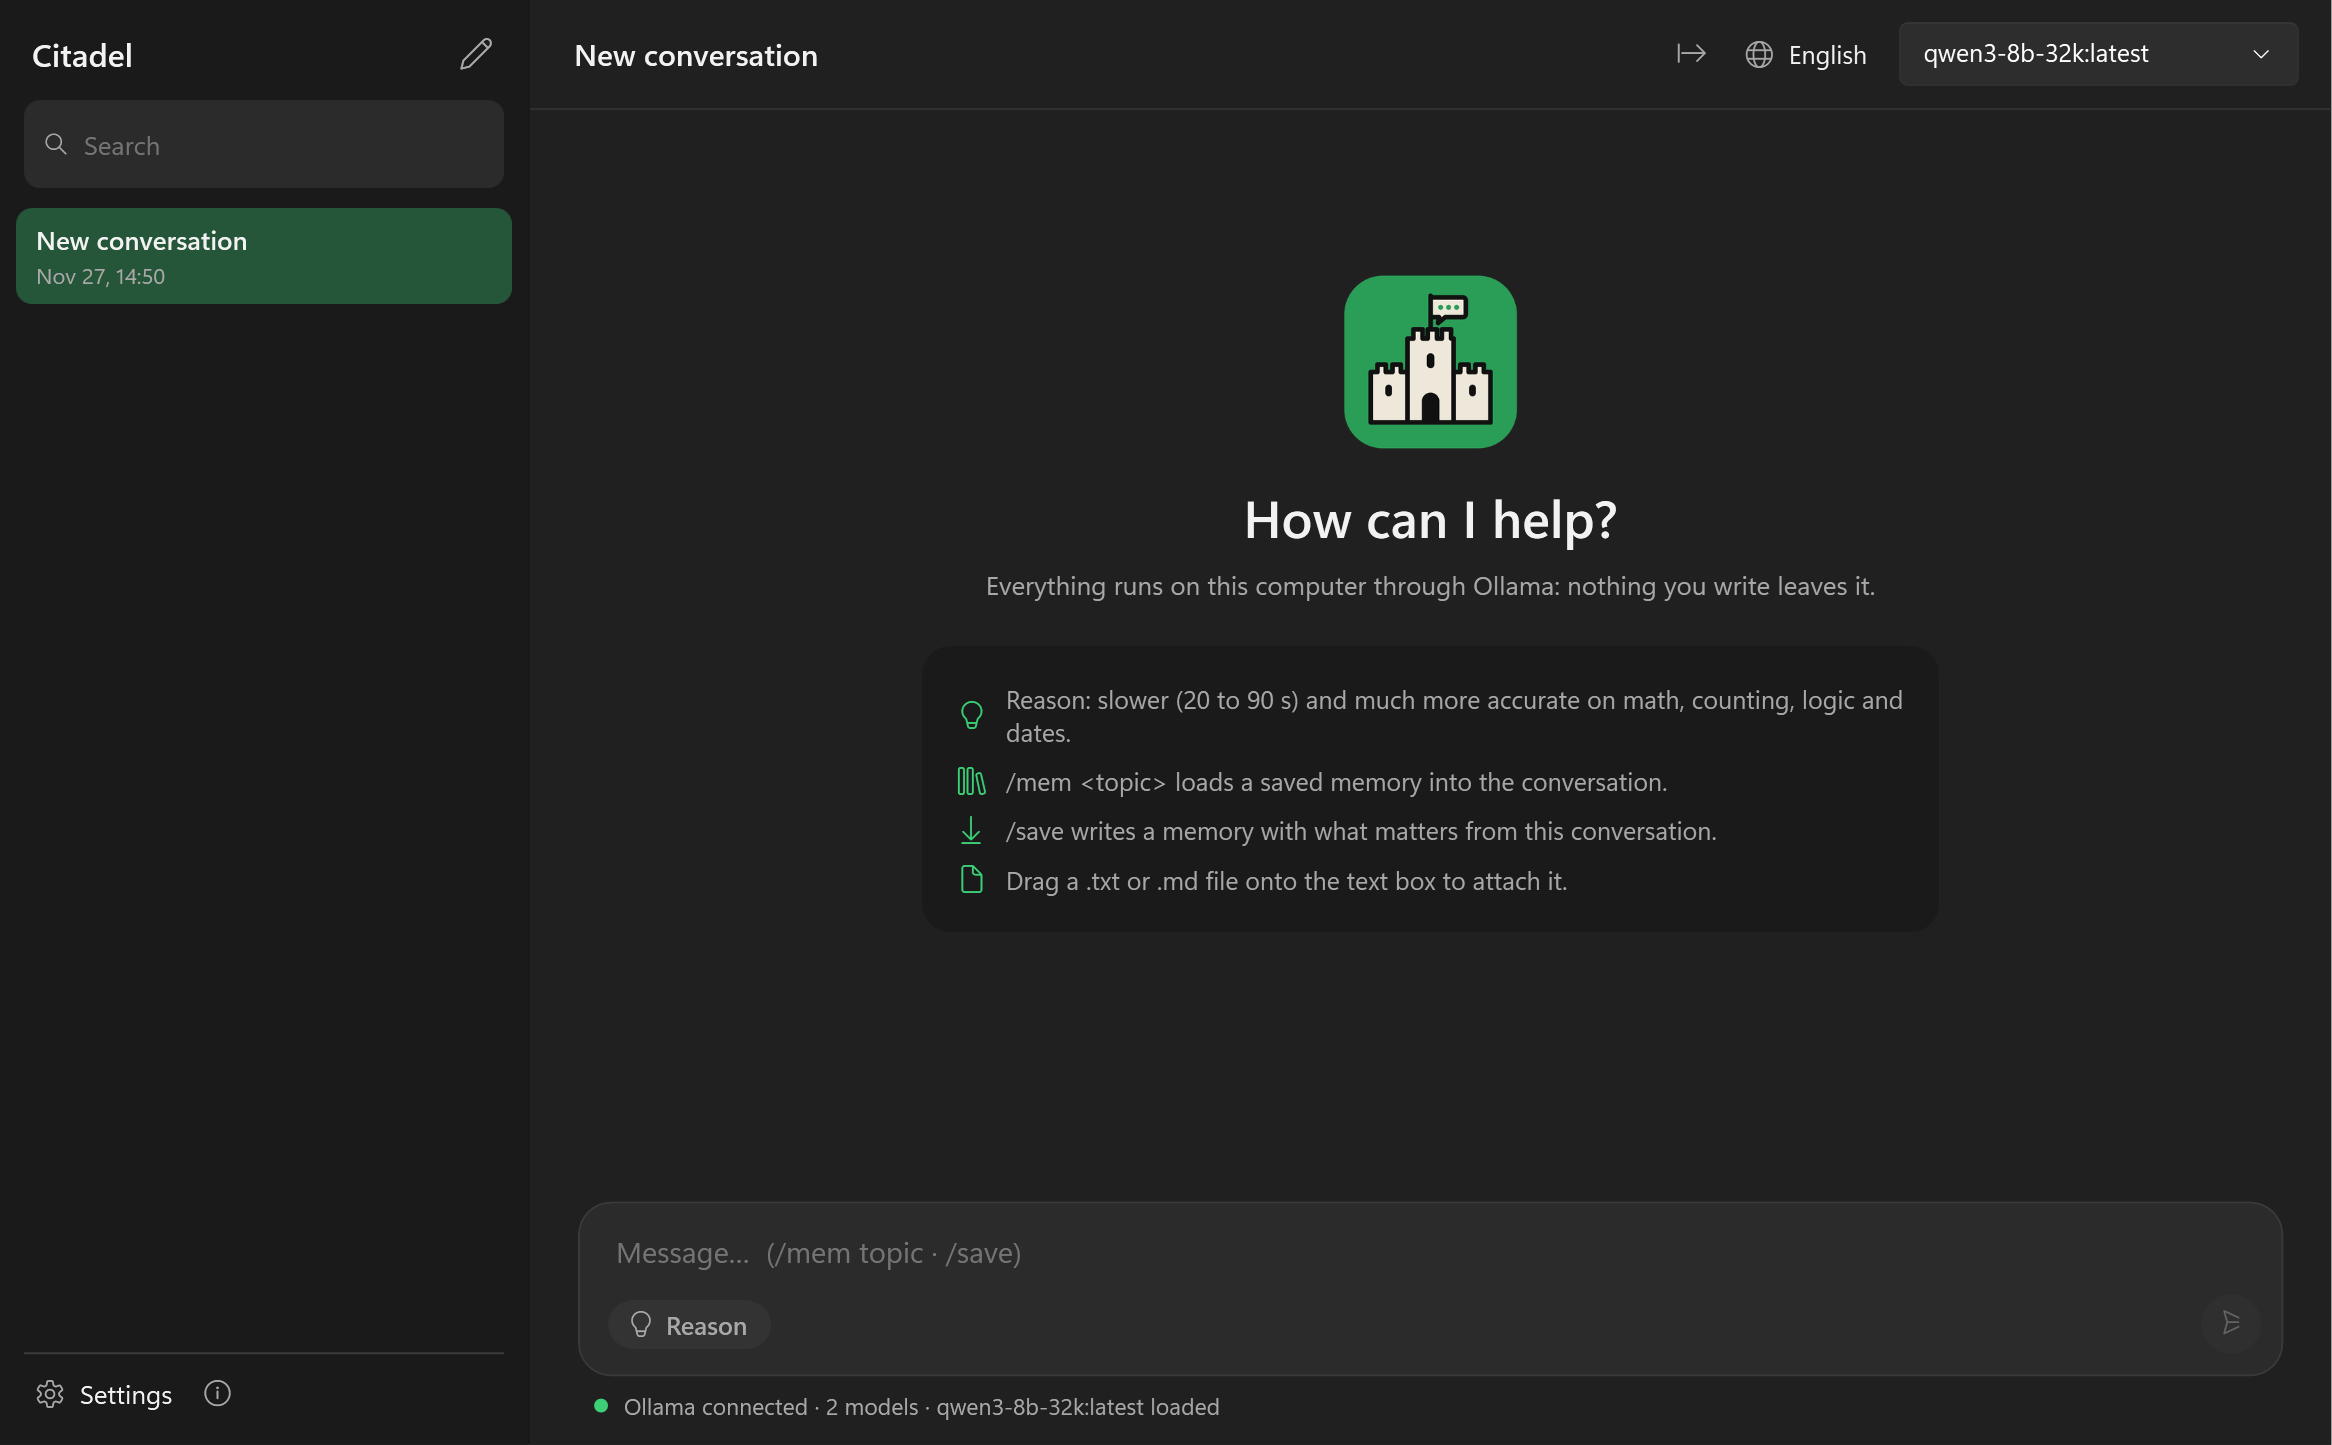 Citadel
Search
New conversation
Nov 27, 14:50
Settings
New conversation
English
qwen3-8b-32k:latest
How can I help?
Everything runs on this computer through Ollama: nothing you write leaves it.
Reason: slower (20 to 90 s) and much more accurate on math, counting, logic and
dates.
/mem <topic> loads a saved memory into the conversation.
/save writes a memory with what matters from this conversation.
Drag a .txt or .md file onto the text box to attach it.
Message... (/mem topic · /save)
Reason
Ollama connected · 2 models · qwen3-8b-32k:latest loaded